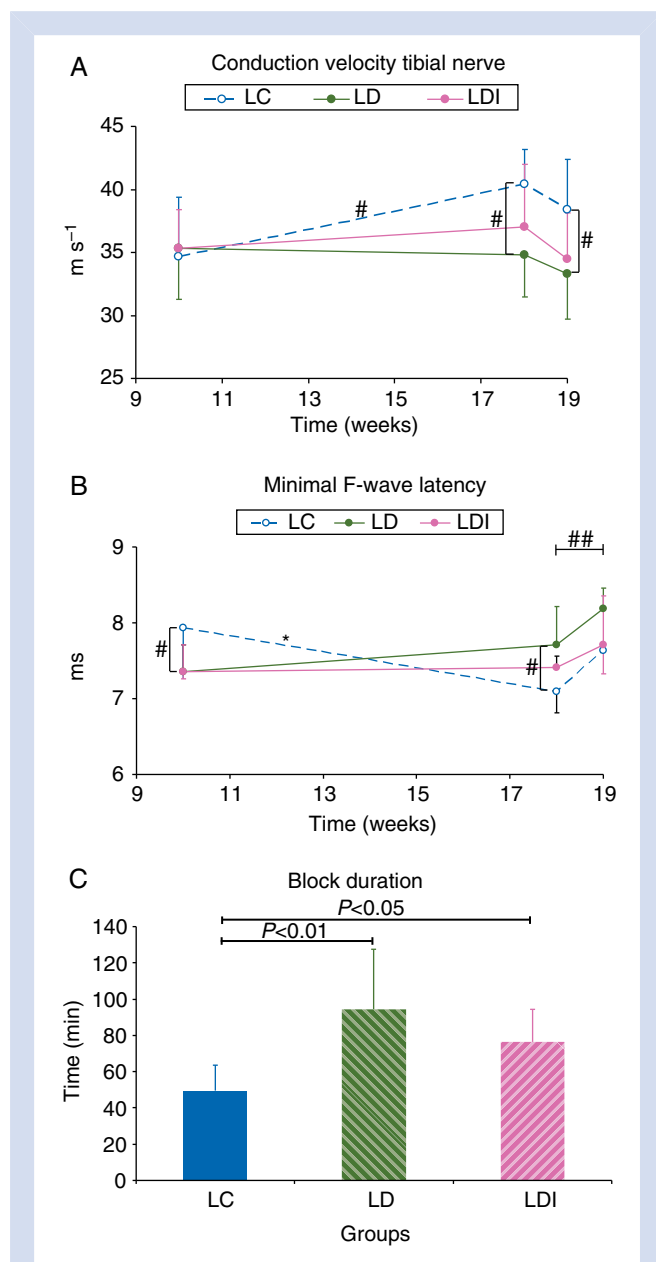 A
Conduction velocity tibial nerve
LC LD LDI
45
40
35
30
25
m s⁻¹
#
#
#
9 11 13 15 17 19
Time (weeks)
B
Minimal F-wave latency
LC LD LDI
9
8
7
6
ms
##
#
*
#
9 11 13 15 17 19
Time (weeks)
C
Block duration
P<0.05
P<0.01
140
120
100
80
60
40
20
0
Time (min)
LC LD LDI
Groups